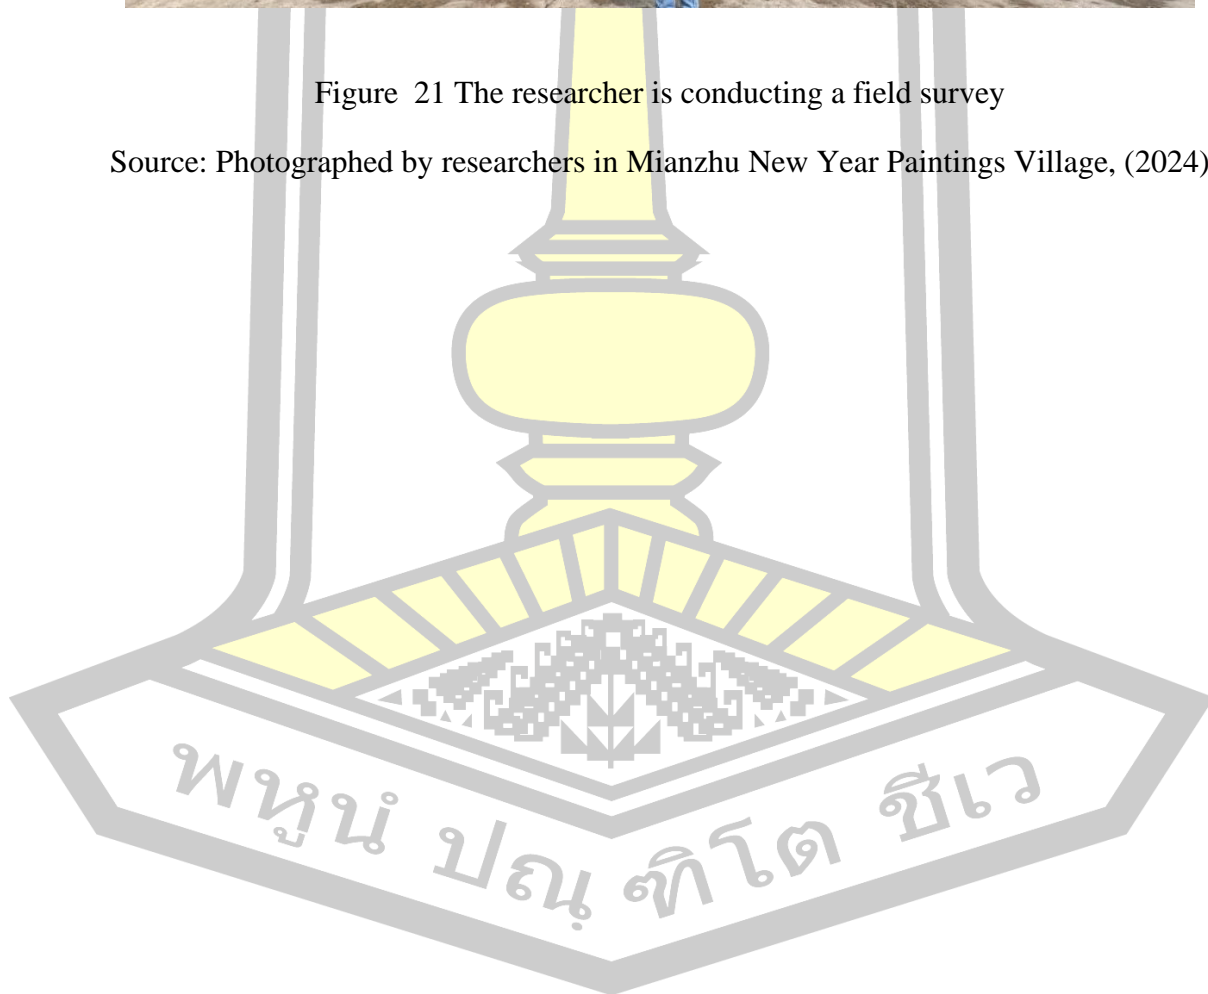 Figure  21 The researcher is conducting a field survey
Source: Photographed by researchers in Mianzhu New Year Paintings Village, (2024)
พหูนํ ปณฺฑิโต ชีเว